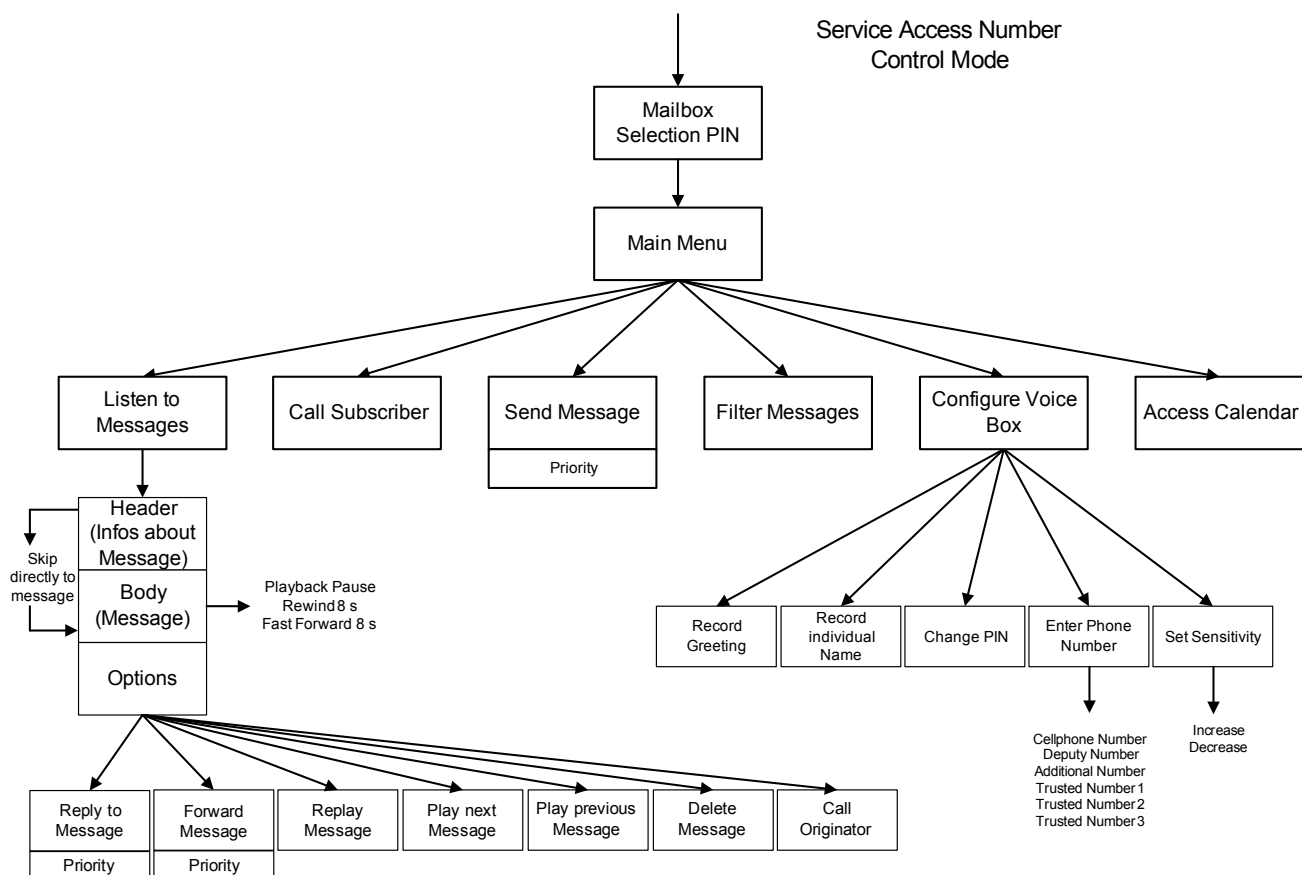 Service Access Number
Control Mode
Mailbox
Selection PIN
Main Menu
Listen to
Messages
Call Subscriber
Send Message
Priority
Filter Messages
Configure Voice
Box
Access Calendar
Header
(Infos about
Message)
Skip
directly to
message
Body
(Message)
Playback Pause
Rewind 8 s
Fast Forward 8 s
Options
Record
Greeting
Record
individual
Name
Change PIN
Enter Phone
Number
Set Sensitivity
Cellphone Number
Deputy Number
Additional Number
Trusted Number 1
Trusted Number 2
Trusted Number 3
Increase
Decrease
Reply to
Message
Priority
Forward
Message
Priority
Replay
Message
Play next
Message
Play previous
Message
Delete
Message
Call
Originator